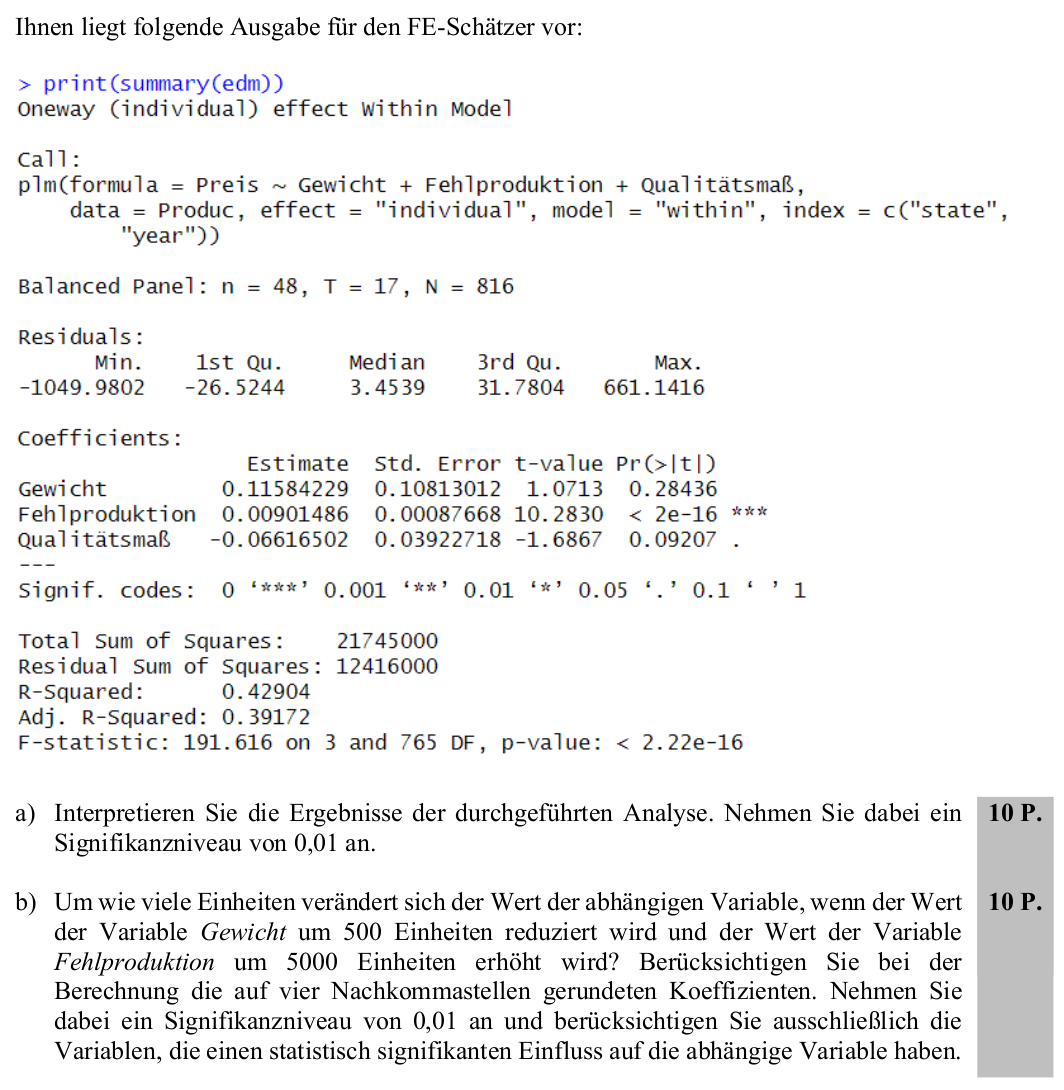 Ihnen liegt folgende Ausgabe für den FE-Schätzer vor:
> print(summary(edm))
Oneway (individual) effect Within Model
Call:
plm(formula = Preis ~ Gewicht + Fehlproduktion + Qualitätsmaß,
    data = Produc, effect = "individual", model = "within", index = c("state",
        "year"))
Balanced Panel: n = 48, T = 17, N = 816
Residuals:
      Min.    1st Qu.     Median    3rd Qu.       Max.
-1049.9802   -26.5244     3.4539    31.7804   661.1416
Coefficients:
                  Estimate  Std. Error t-value Pr(>|t|)
Gewicht         0.11584229  0.10813012  1.0713  0.28436
Fehlproduktion  0.00901486  0.00087668 10.2830  < 2e-16 ***
Qualitätsmaß   -0.06616502  0.03922718 -1.6867  0.09207 .
---
Signif. codes:  0 ‘***’ 0.001 ‘**’ 0.01 ‘*’ 0.05 ‘.’ 0.1 ‘ ’ 1
Total Sum of Squares:    21745000
Residual Sum of Squares: 12416000
R-Squared:      0.42904
Adj. R-Squared: 0.39172
F-statistic: 191.616 on 3 and 765 DF, p-value: < 2.22e-16
a) Interpretieren Sie die Ergebnisse der durchgeführten Analyse. Nehmen Sie dabei ein 10 P.
Signifikanzniveau von 0,01 an.
b) Um wie viele Einheiten verändert sich der Wert der abhängigen Variable, wenn der Wert 10 P.
der Variable Gewicht um 500 Einheiten reduziert wird und der Wert der Variable
Fehlproduktion um 5000 Einheiten erhöht wird? Berücksichtigen Sie bei der
Berechnung die auf vier Nachkommastellen gerundeten Koeffizienten. Nehmen Sie
dabei ein Signifikanzniveau von 0,01 an und berücksichtigen Sie ausschließlich die
Variablen, die einen statistisch signifikanten Einfluss auf die abhängige Variable haben.